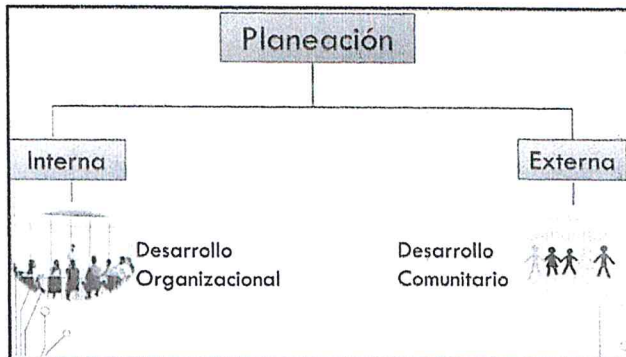 Planeación
Interna
Externa
Desarrollo
Organizacional
Desarrollo
Comunitario